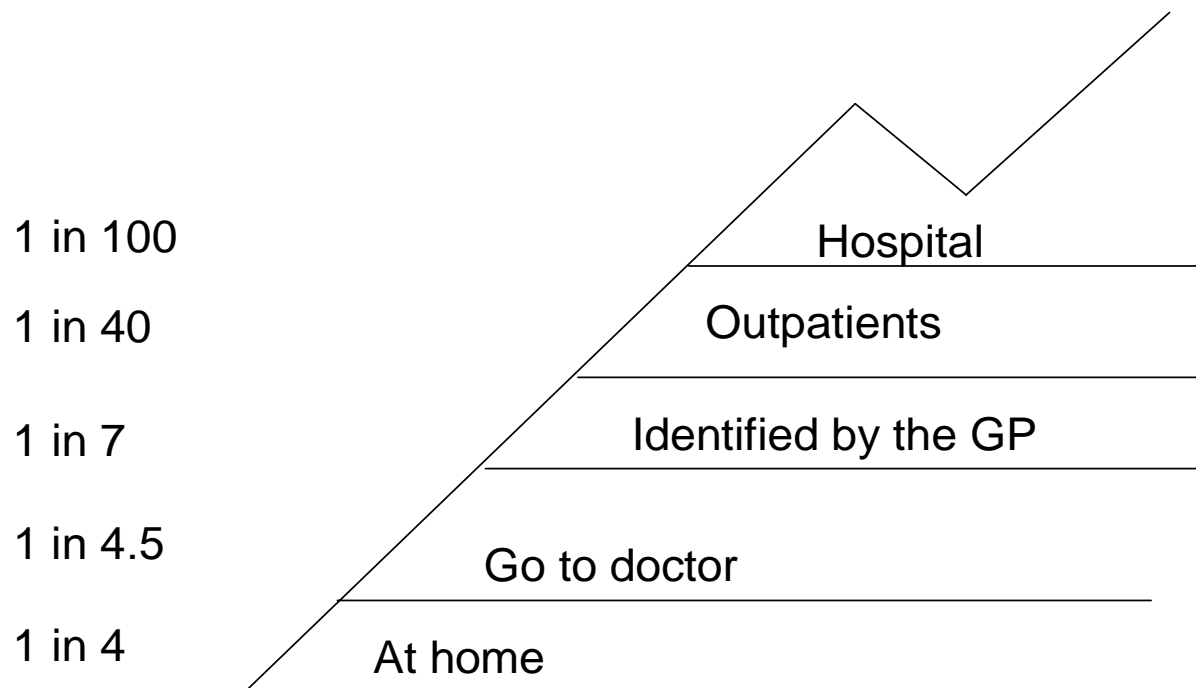 1 in 100
Hospital
1 in 40
Outpatients
1 in 7
Identified by the GP
1 in 4.5
Go to doctor
1 in 4
At home